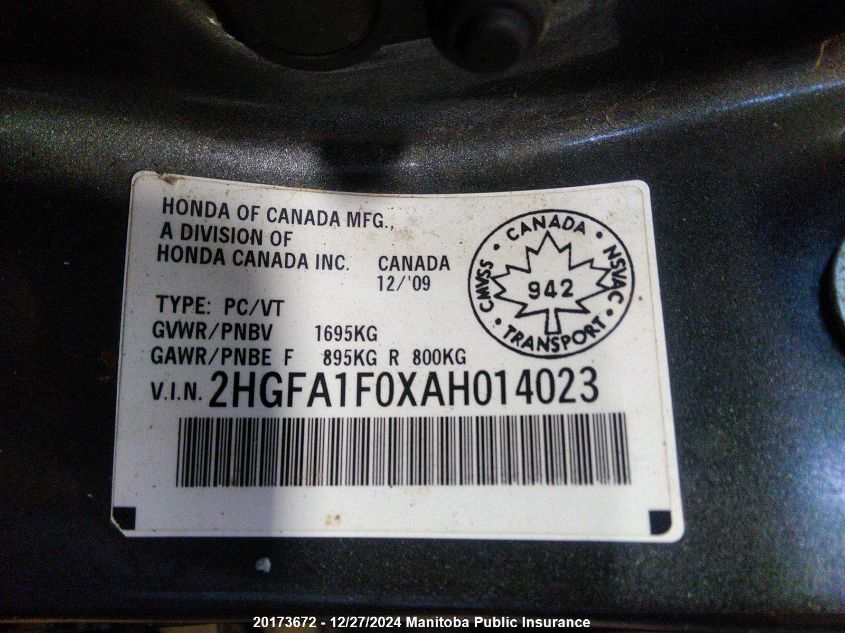 HONDA OF CANADA MFG.,
A DIVISION OF
HONDA CANADA INC. CANADA
12/'09
CANADA
CMVSS
NSVAC
942
TRANSPORT
TYPE: PC/VT
GVWR/PNBV 1695KG
GAWR/PNBE F 895KG R 800KG
V.I.N. 2HGFA1F0XAH014023
20173672 - 12/27/2024 Manitoba Public Insurance